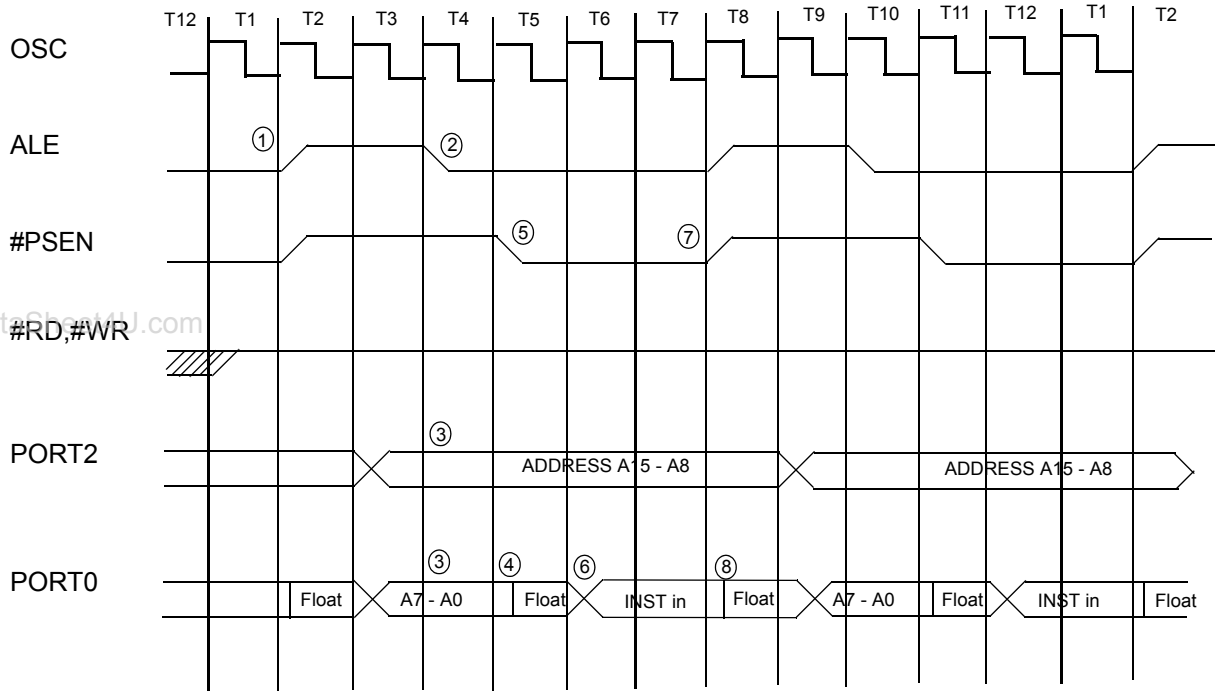 T12 T1 T2 T3 T4 T5 T6 T7 T8 T9 T10 T11 T12 T1 T2
OSC
ALE ① ②
#PSEN ⑤ ⑦
taSheet4U.com
#RD,#WR
③
PORT2 ADDRESS A15 - A8 ADDRESS A15 - A8
③ ④ ⑥ ⑧
PORT0 Float A7 - A0 Float INST in Float A7 - A0 Float INST in Float